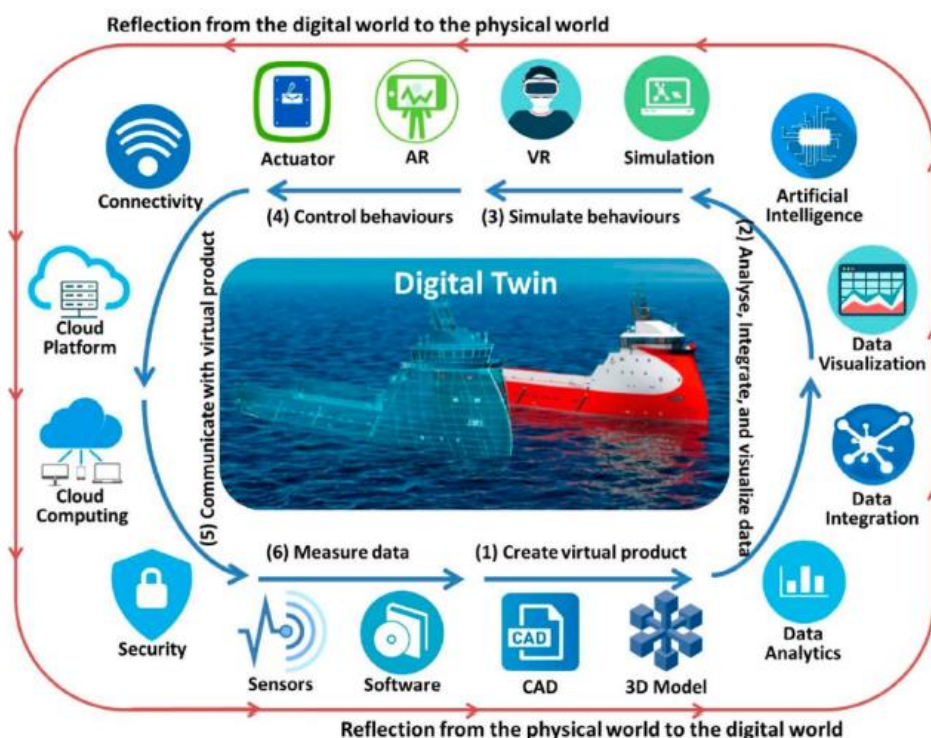 Reflection from the digital world to the physical world
Actuator
AR
VR
Simulation
Connectivity
Artificial
Intelligence
(4) Control behaviours
(3) Simulate behaviours
(2) Analyse, Integrate, and visualize data
Digital Twin
Cloud
Platform
Data
Visualization
(5) Communicate with virtual product
Cloud
Computing
Data
Integration
(6) Measure data
(1) Create virtual product
Security
Sensors
Software
CAD
CAD
3D Model
Data
Analytics
Reflection from the physical world to the digital world